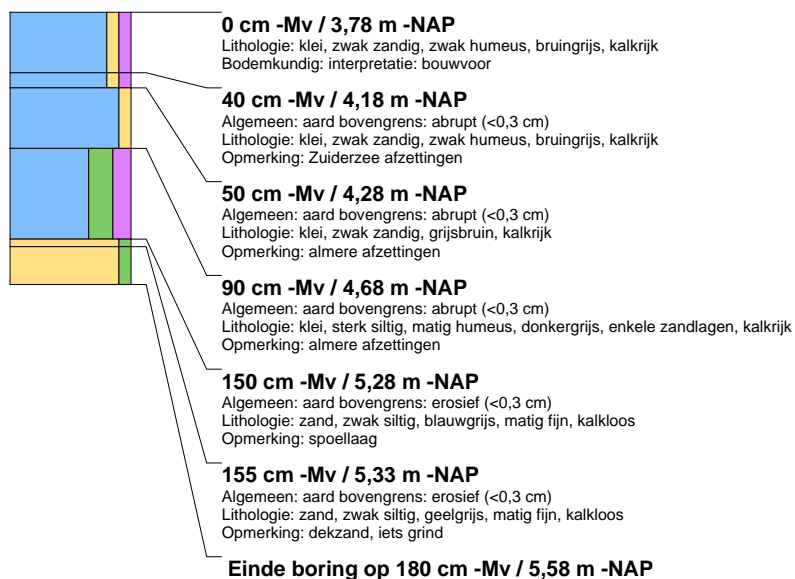 0 cm -Mv / 3,78 m -NAP
Lithologie: klei, zwak zandig, zwak humeus, bruingrijs, kalkrijk
Bodemkundig: interpretatie: bouwvoor
40 cm -Mv / 4,18 m -NAP
Algemeen: aard bovengrens: abrupt (<0,3 cm)
Lithologie: klei, zwak zandig, zwak humeus, bruingrijs, kalkrijk
Opmerking: Zuiderzee afzettingen
50 cm -Mv / 4,28 m -NAP
Algemeen: aard bovengrens: abrupt (<0,3 cm)
Lithologie: klei, zwak zandig, grijsbruin, kalkrijk
Opmerking: almere afzettingen
90 cm -Mv / 4,68 m -NAP
Algemeen: aard bovengrens: abrupt (<0,3 cm)
Lithologie: klei, sterk siltig, matig humeus, donkergrijs, enkele zandlagen, kalkrijk
Opmerking: almere afzettingen
150 cm -Mv / 5,28 m -NAP
Algemeen: aard bovengrens: erosief (<0,3 cm)
Lithologie: zand, zwak siltig, blauwgrijs, matig fijn, kalkloos
Opmerking: spoellaag
155 cm -Mv / 5,33 m -NAP
Algemeen: aard bovengrens: erosief (<0,3 cm)
Lithologie: zand, zwak siltig, geelgrijs, matig fijn, kalkloos
Opmerking: dekzand, iets grind
Einde boring op 180 cm -Mv / 5,58 m -NAP